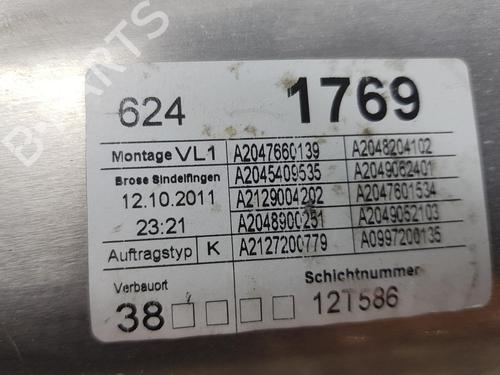 624 1769
Montage VL1 A2047660139 A2048204102
Brose Sindelfingen A2045409535 A2049062401
12.10.2011 A2129004202 A2047601534
23:21 A2048900251 A2049052103
Auftragstyp K A2127200779 A0997200135
Verbauort Schichtnummer
38 12T586